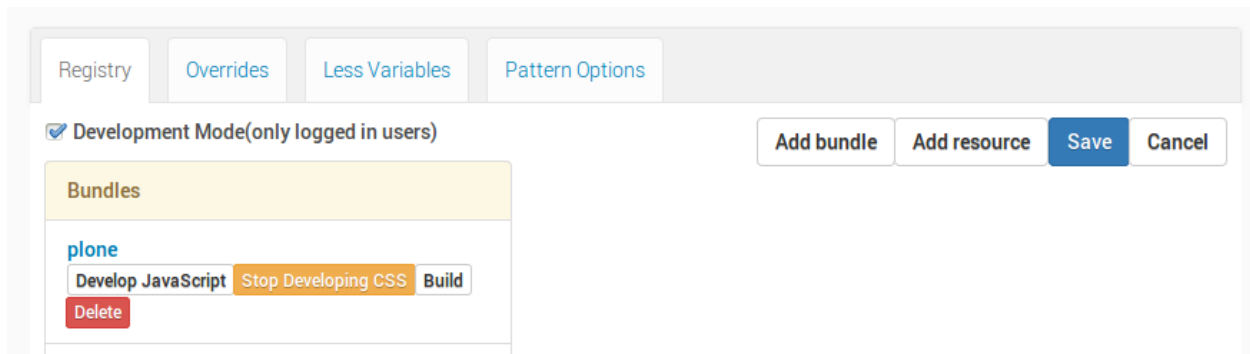 Registry Overrides Less Variables Pattern Options
Development Mode(only logged in users)
Add bundle Add resource Save Cancel
Bundles
plone
Develop JavaScript Stop Developing CSS Build
Delete